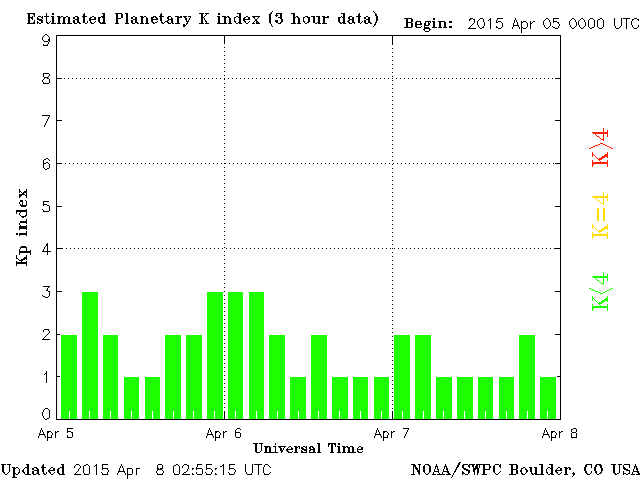 Estimated Planetary K index (3 hour data) Begin: 2015 Apr 05 0000 UTC
9
8
7
6
5
4
3
2
1
0
Kp index
K>4
K=4
K<4
Apr 5 Apr 6 Apr 7 Apr 8
Universal Time
Updated 2015 Apr 8 02:55:15 UTC NOAA/SWPC Boulder, CO USA